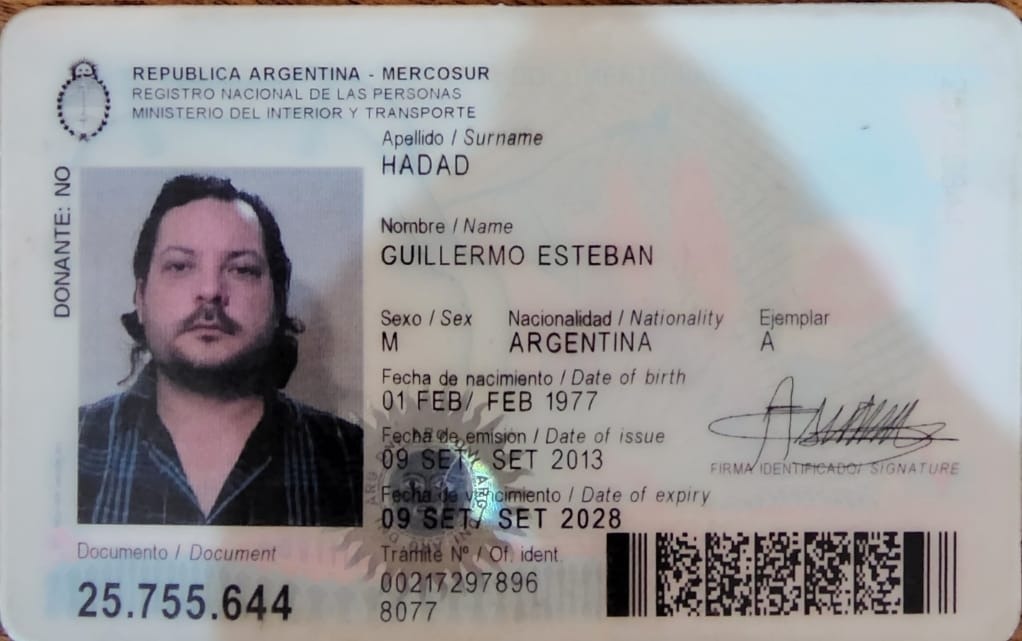 REPUBLICA ARGENTINA - MERCOSUR
REGISTRO NACIONAL DE LAS PERSONAS
MINISTERIO DEL INTERIOR Y TRANSPORTE
Apellido / Surname
HADAD
DONANTE: NO
Nombre / Name
GUILLERMO ESTEBAN
Sexo / Sex Nacionalidad / Nationality Ejemplar
M ARGENTINA A
Fecha de nacimiento / Date of birth
01 FEB/ FEB 1977
Fecha de emisión / Date of issue
09 SET/ SET 2013
FIRMA IDENTIFICADO/ SIGNATURE
Fecha de vencimiento / Date of expiry
09 SET/ SET 2028
Documento / Document
25.755.644
Trámite Nº / Of. ident.
00217297896
8077